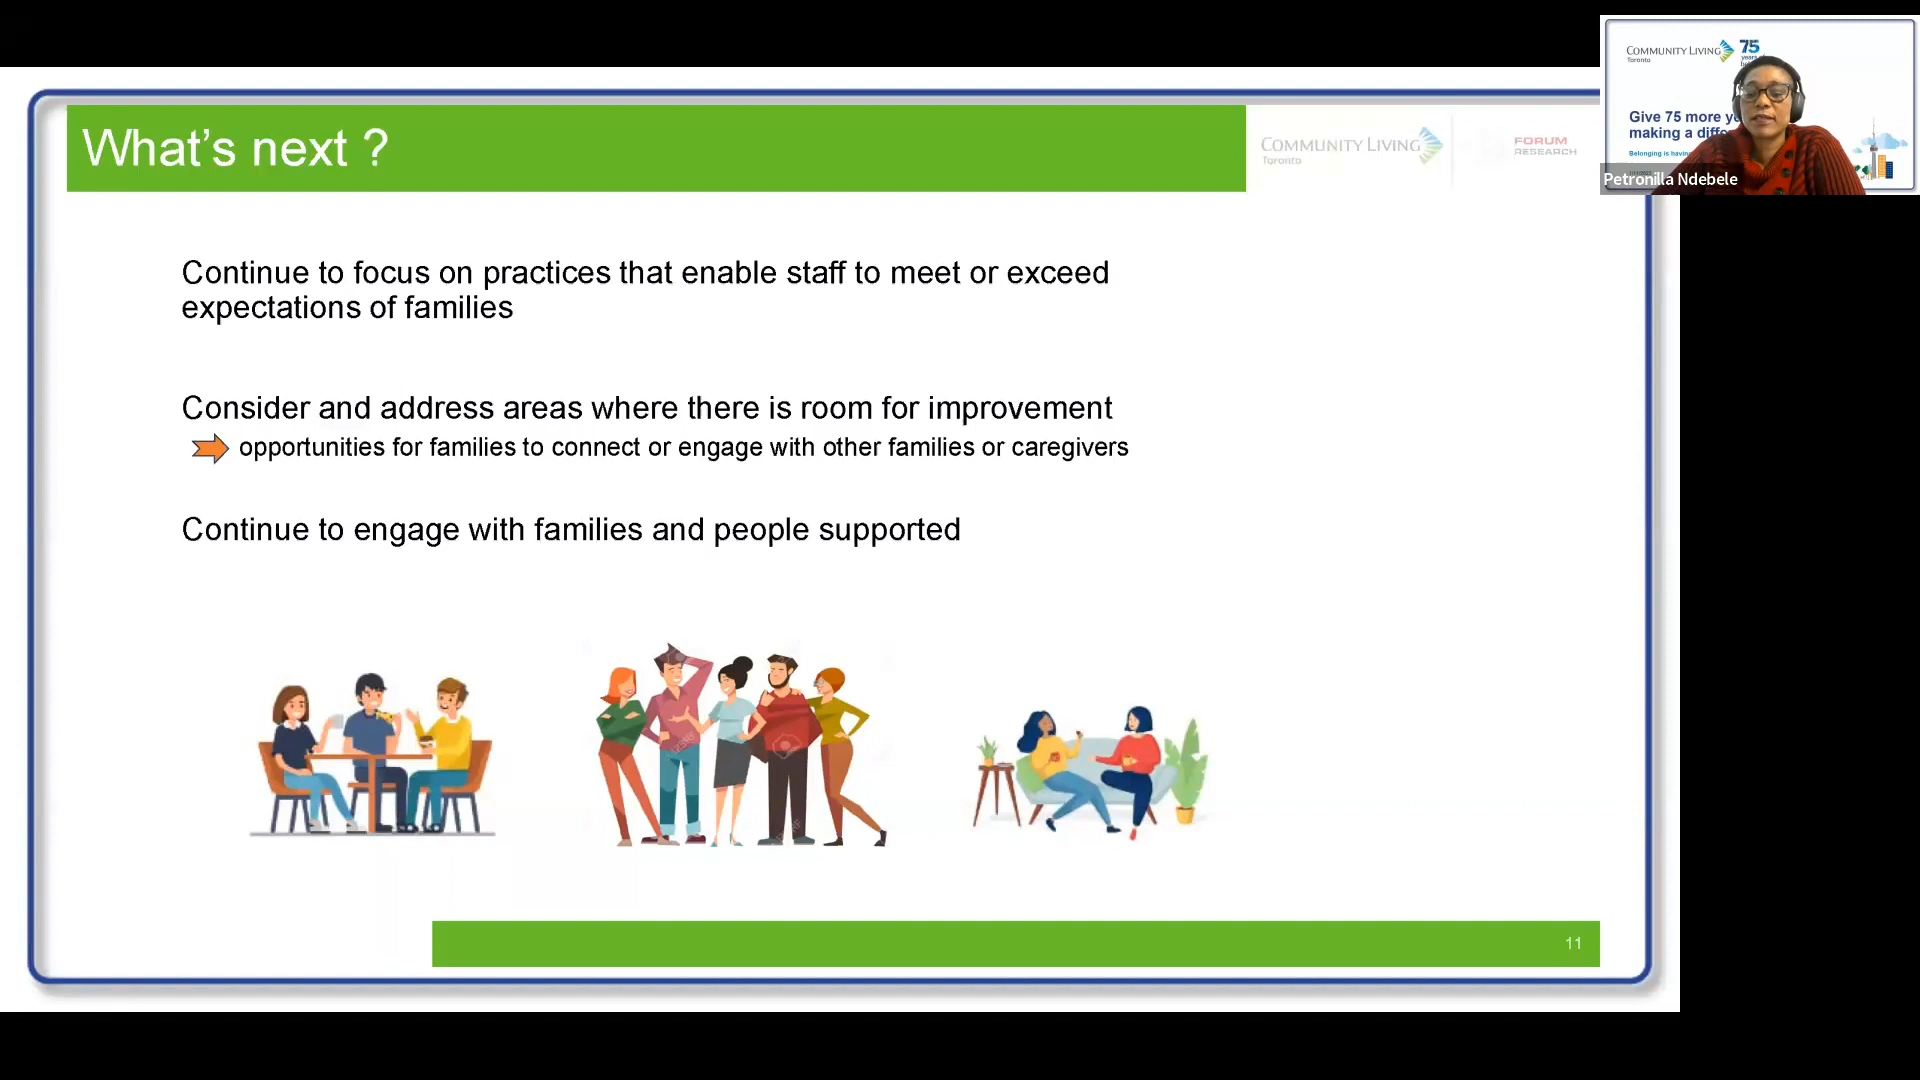 What's next ?
COMMUNITY LIVING
Toronto
FORUM
RESEARCH
COMMUNITY LIVING
Toronto
75
years
Give 75 more
making a
Belonging is
Petronilla Ndebele
Continue to focus on practices that enable staff to meet or exceed
expectations of families
Consider and address areas where there is room for improvement
opportunities for families to connect or engage with other families or caregivers
Continue to engage with families and people supported
11